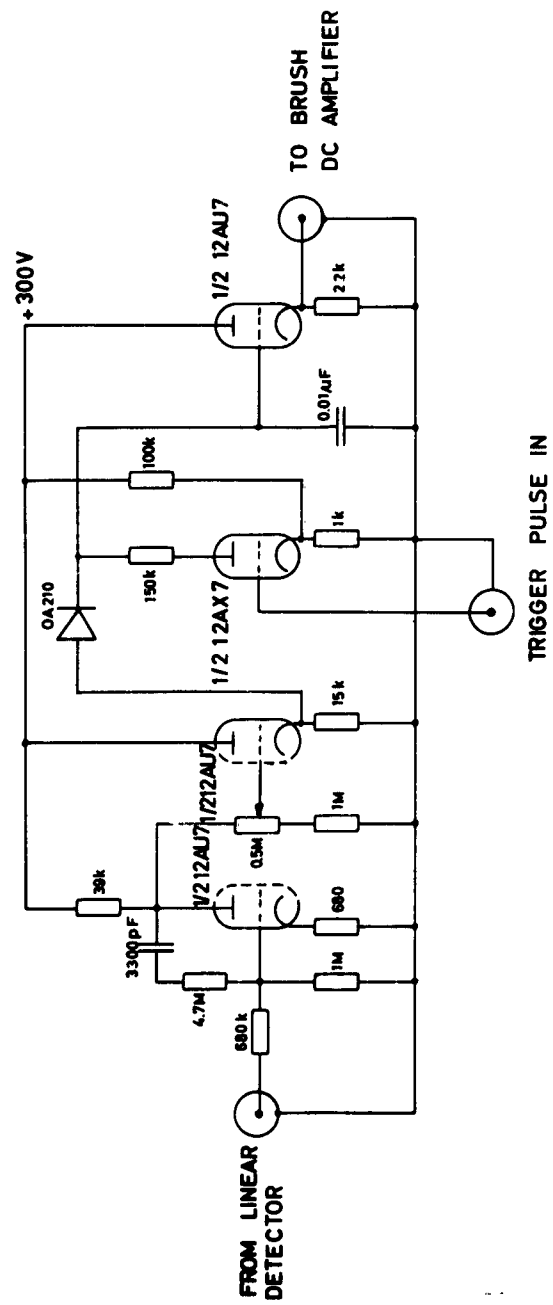 FROM LINEAR
DETECTOR
680k
4.7M
3300pF
39k
1M
680
1/2 12AU7
1/2 12AU7
0.5M
1M
15k
OA210
1/2 12AX7
150k
100k
1k
TRIGGER PULSE IN
0.01µF
+300V
1/2 12AU7
22k
TO BRUSH
DC AMPLIFIER